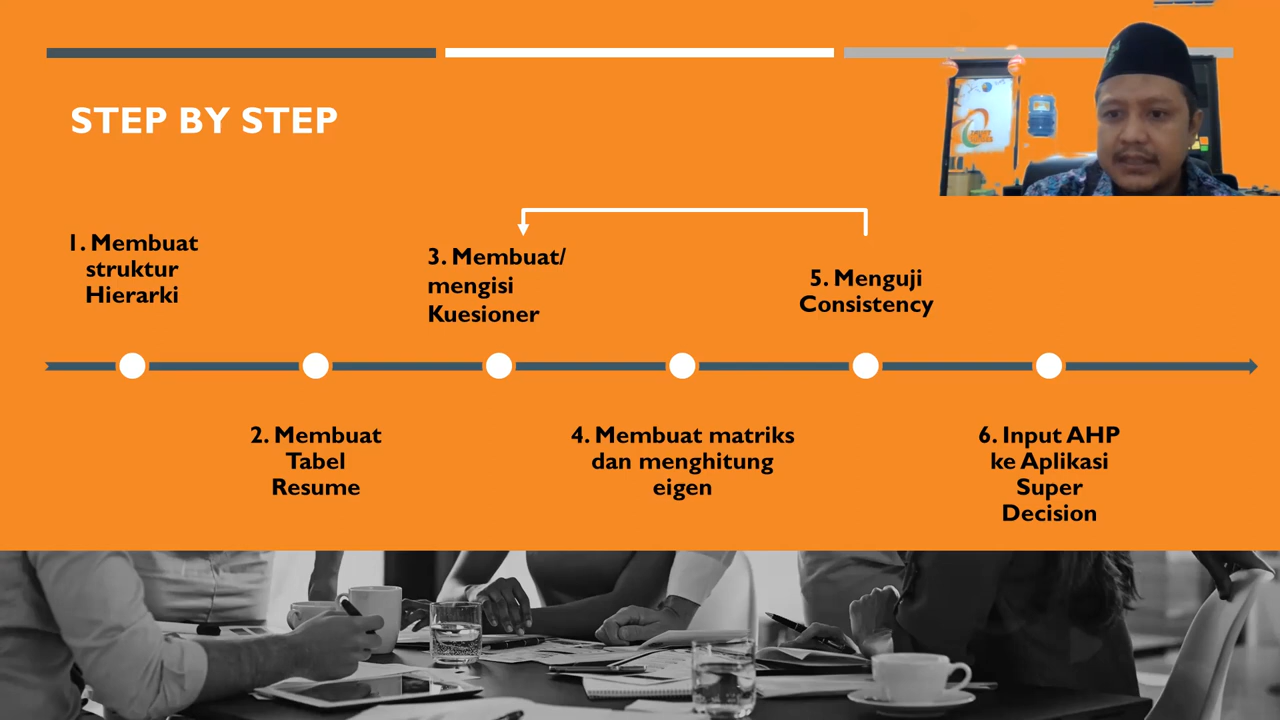 STEP BY STEP
1. Membuat
struktur
Hierarki
2. Membuat
Tabel
Resume
3. Membuat/
mengisi
Kuesioner
4. Membuat matriks
dan menghitung
eigen
5. Menguji
Consistency
6. Input AHP
ke Aplikasi
Super
Decision